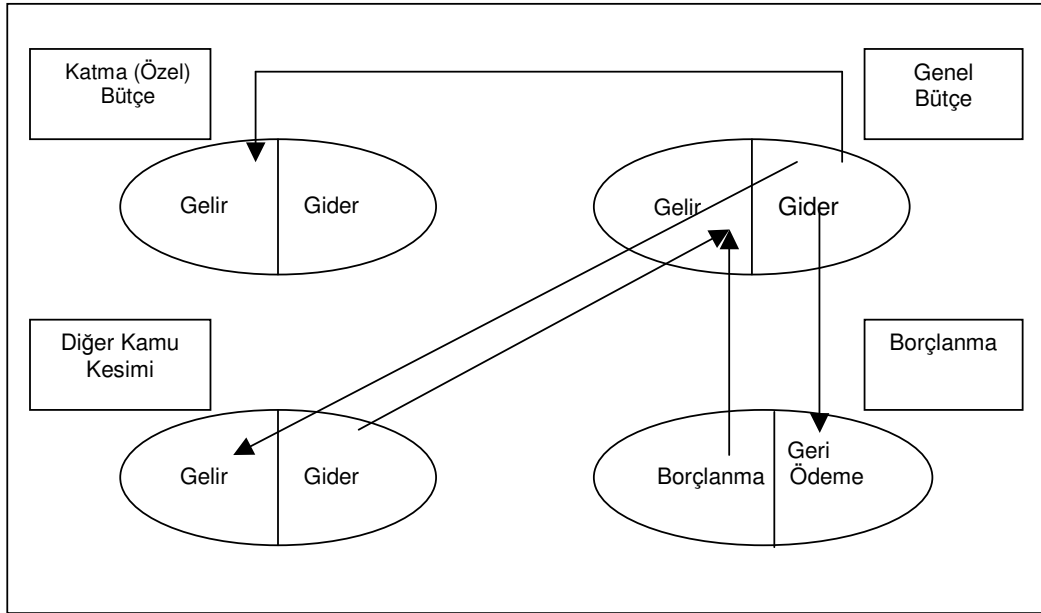 Katma (Özel)
Bütçe
Genel
Bütçe
Gelir
Gider
Gelir
Gider
Diğer Kamu
Kesimi
Borçlanma
Gelir
Gider
Borçlanma
Geri
Ödeme